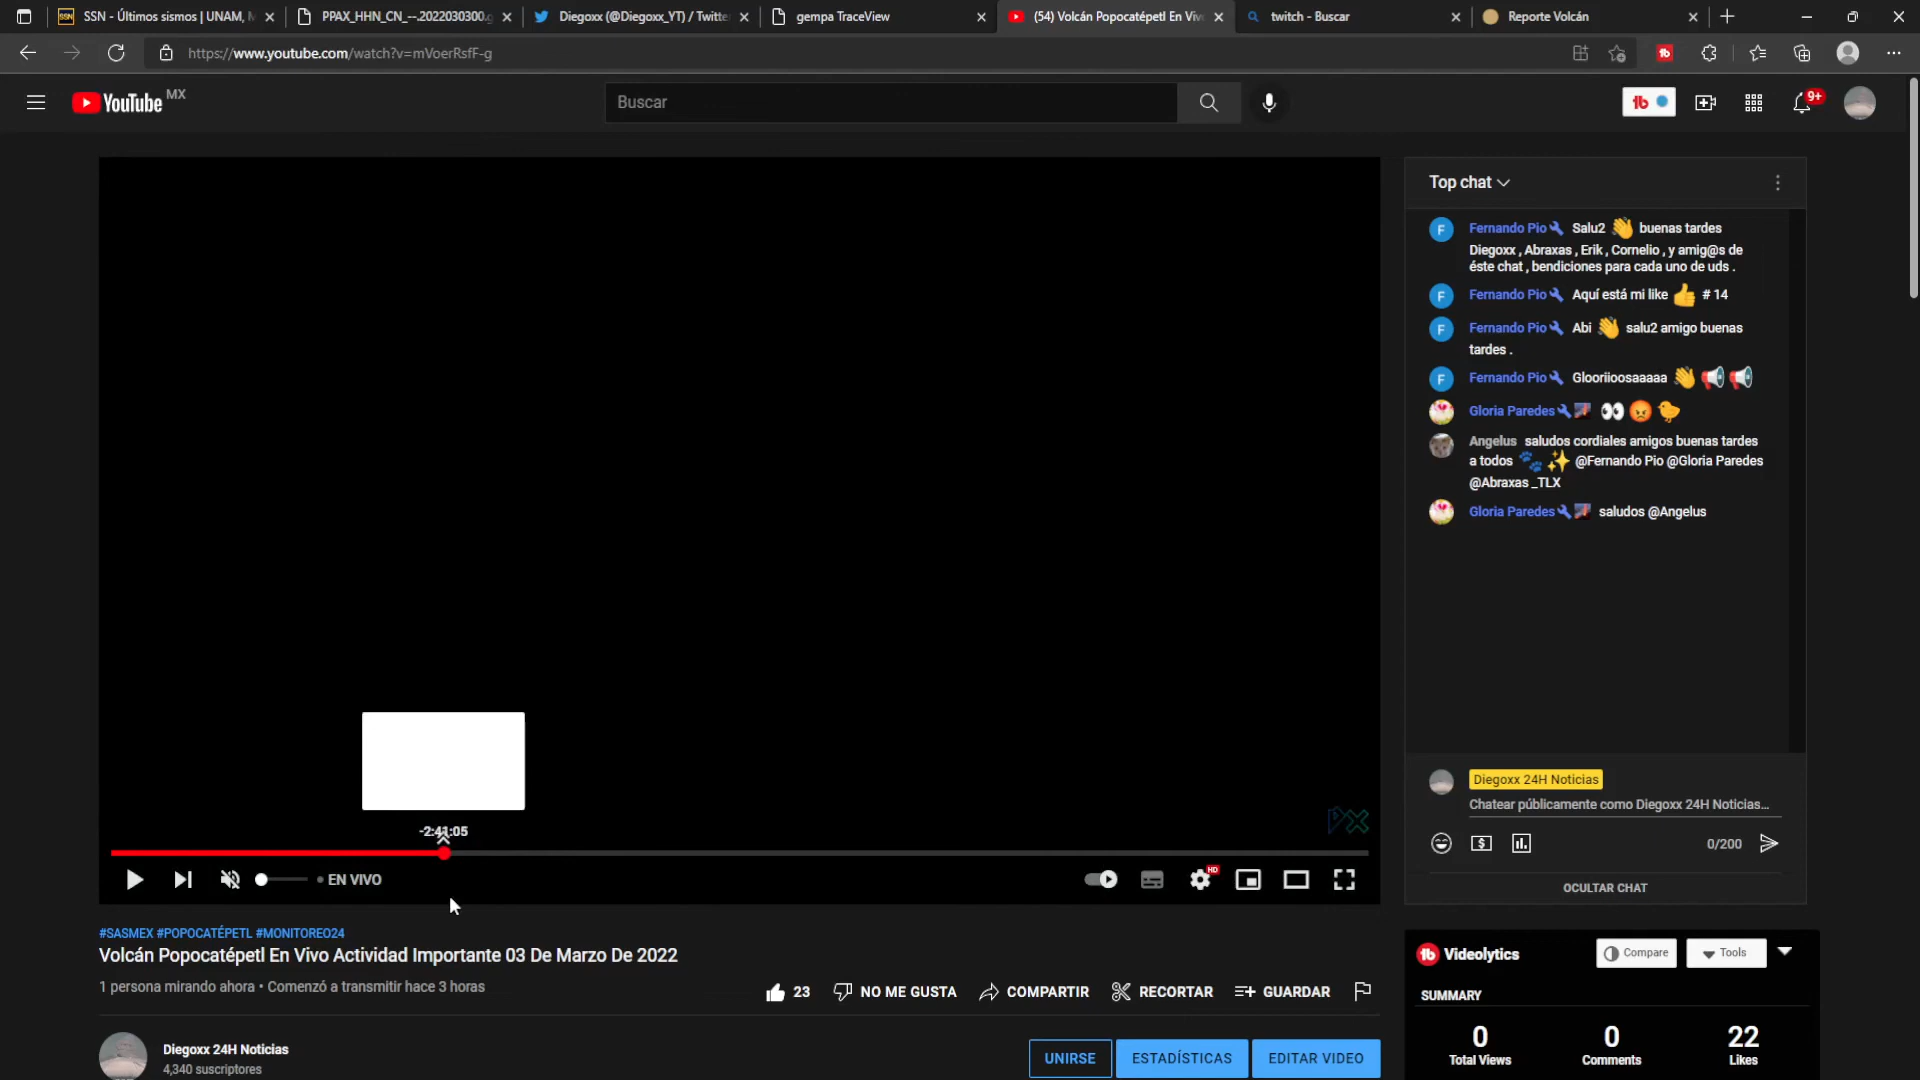 SSN - Últimos sismos | UNAM, M
PPAX_HHN_CN_--.2022030300.g
Diegoxx (@Diegoxx_YT) / Twitte
gempa TraceView
(54) Volcán Popocatépetl En Viv
twitch - Buscar
Reporte Volcán
https://www.youtube.com/watch?v=mVoerRsfF-g
YouTube MX
Buscar
9+
Top chat
Fernando Pio Salu2 👋 buenas tardes
Diegoxx , Abraxas , Erik , Cornelio , y amig@s de
éste chat , bendiciones para cada uno de uds .
Fernando Pio Aquí está mi like 👍 # 14
Fernando Pio Abi 👋 salu2 amigo buenas
tardes .
Fernando Pio Glooriioosaaaaa 👋 📢 📢
Gloria Paredes 👀 😡 🐤
Angelus saludos cordiales amigos buenas tardes
a todos 🐾 ✨ @Fernando Pio @Gloria Paredes
@Abraxas _TLX
Gloria Paredes saludos @Angelus
-2:41:05
EN VIVO
HD
Diegoxx 24H Noticias
Chatear públicamente como Diegoxx 24H Noticias...
0/200
OCULTAR CHAT
#SASMEX #POPOCATÉPETL #MONITOREO24
Volcán Popocatépetl En Vivo Actividad Importante 03 De Marzo De 2022
1 persona mirando ahora • Comenzó a transmitir hace 3 horas
23
NO ME GUSTA
COMPARTIR
RECORTAR
GUARDAR
Diegoxx 24H Noticias
4,340 suscriptores
UNIRSE
ESTADÍSTICAS
EDITAR VIDEO
Videolytics
Compare
Tools
SUMMARY
0
Total Views
0
Comments
22
Likes